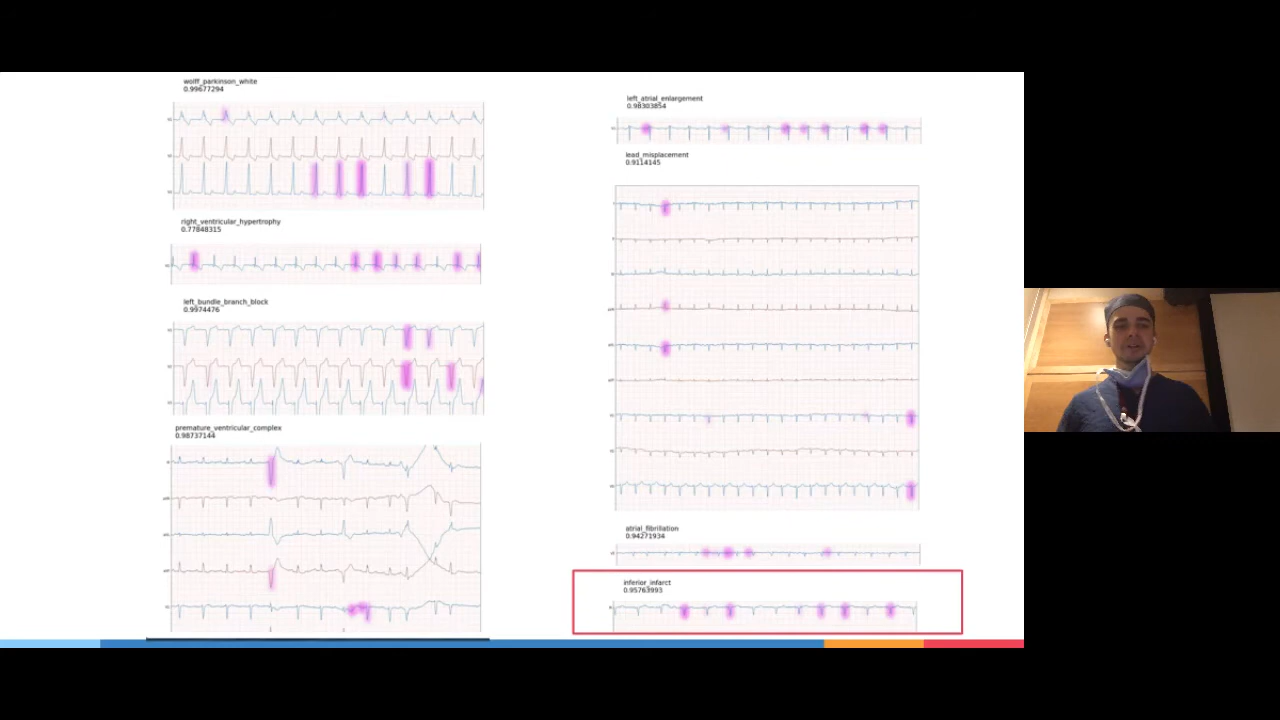 wolff_parkinson_white
0.99677294
right_ventricular_hypertrophy
0.77848315
left_bundle_branch_block
0.9974476
premature_ventricular_complex
0.98737144
left_atrial_enlargement
0.98303854
lead_misplacement
0.9114145
atrial_fibrillation
0.94271934
inferior_infarct
0.95763993